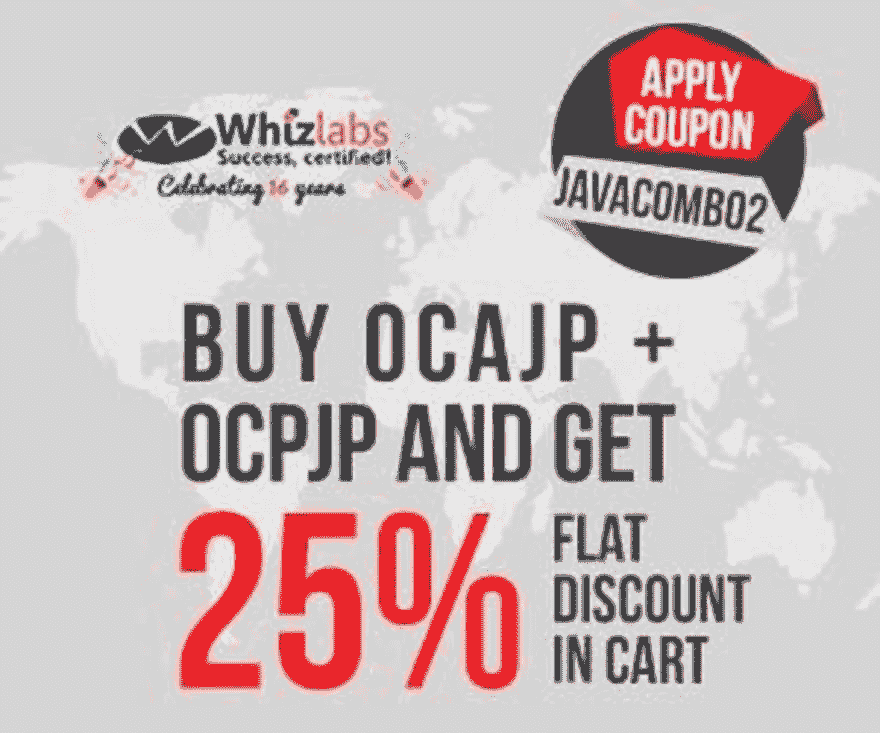 Whizlabs
Success, certified!
Celebrating 16 years
APPLY
COUPON
JAVACOMBO2
BUY OCAJP +
OCPJP AND GET
25%
FLAT
DISCOUNT
IN CART